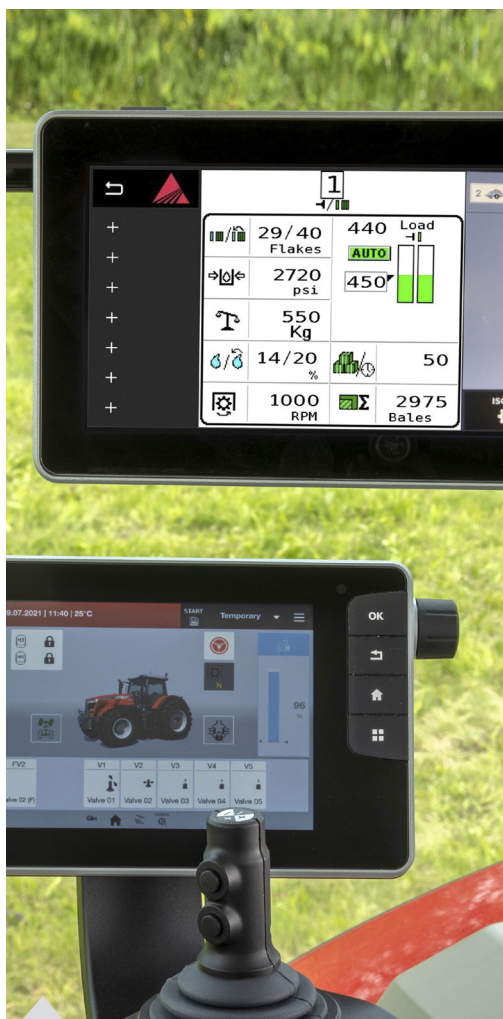 1
2
29/40
Flakes
440
Load
AUTO
2720
psi
450
550
Kg
14/20
%
50
1000
RPM
2975
Bales
ISO
9.07.2021 | 11:40 | 25°C
START
Temporary
OK
N
96
%
FV2
V1
V2
V3
V4
V5
Valve 01
Valve 02
Valve 03
Valve 04
Valve 05